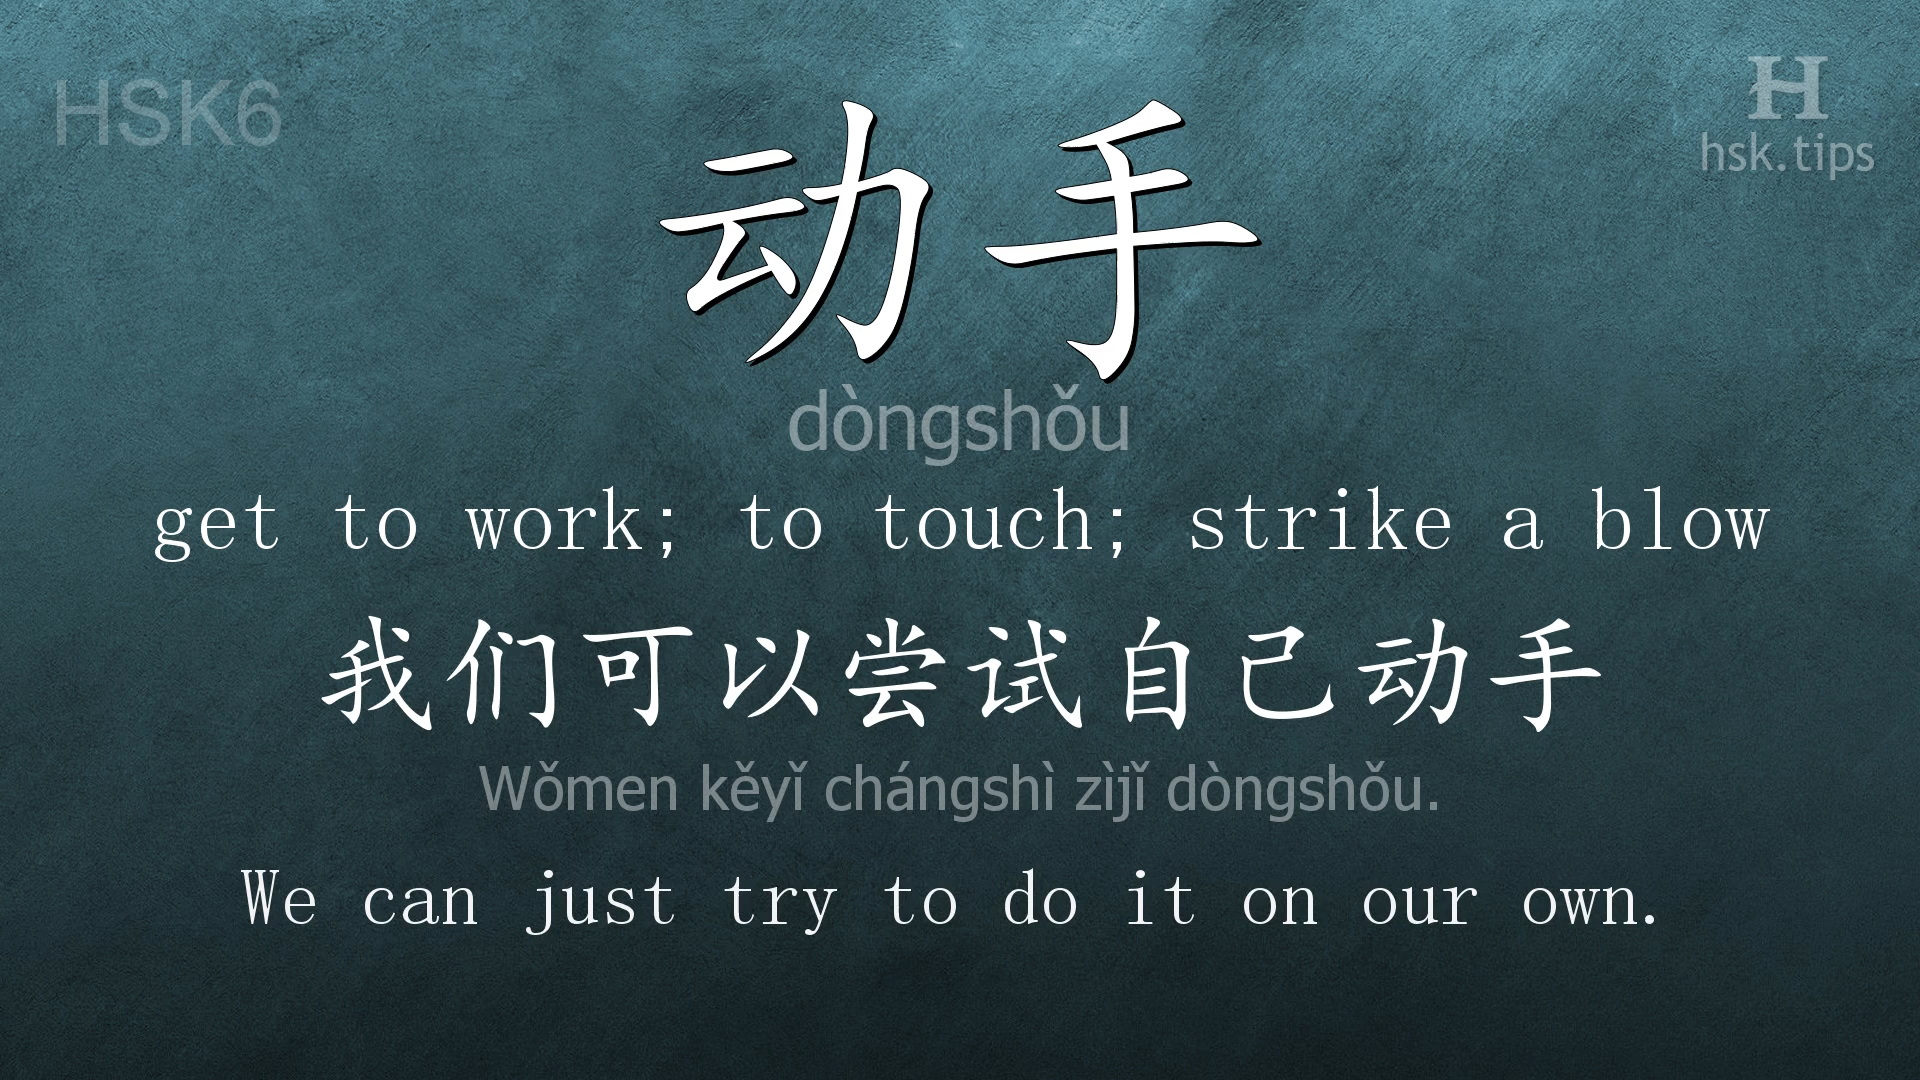 HSK6
H
hsk.tips
动手
dòngshǒu
get to work; to touch; strike a blow
我们可以尝试自己动手
Wǒmen kěyǐ chángshì zìjǐ dòngshǒu.
We can just try to do it on our own.